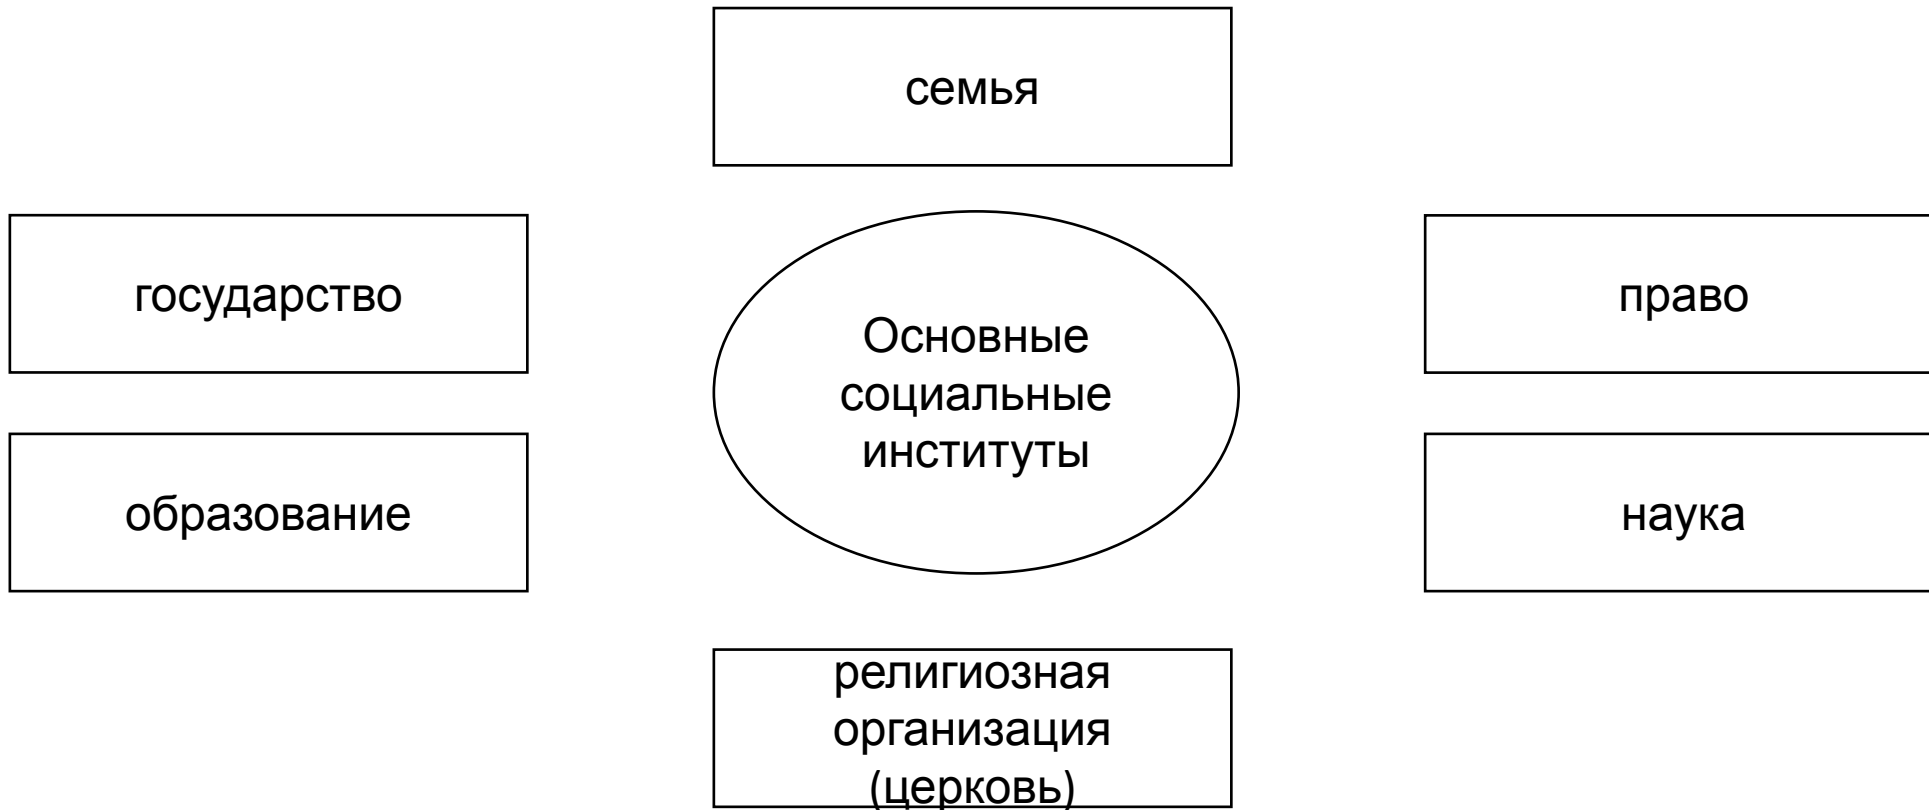 семья
государство
право
Основные
социальные
институты
образование
наука
религиозная
организация
(церковь)